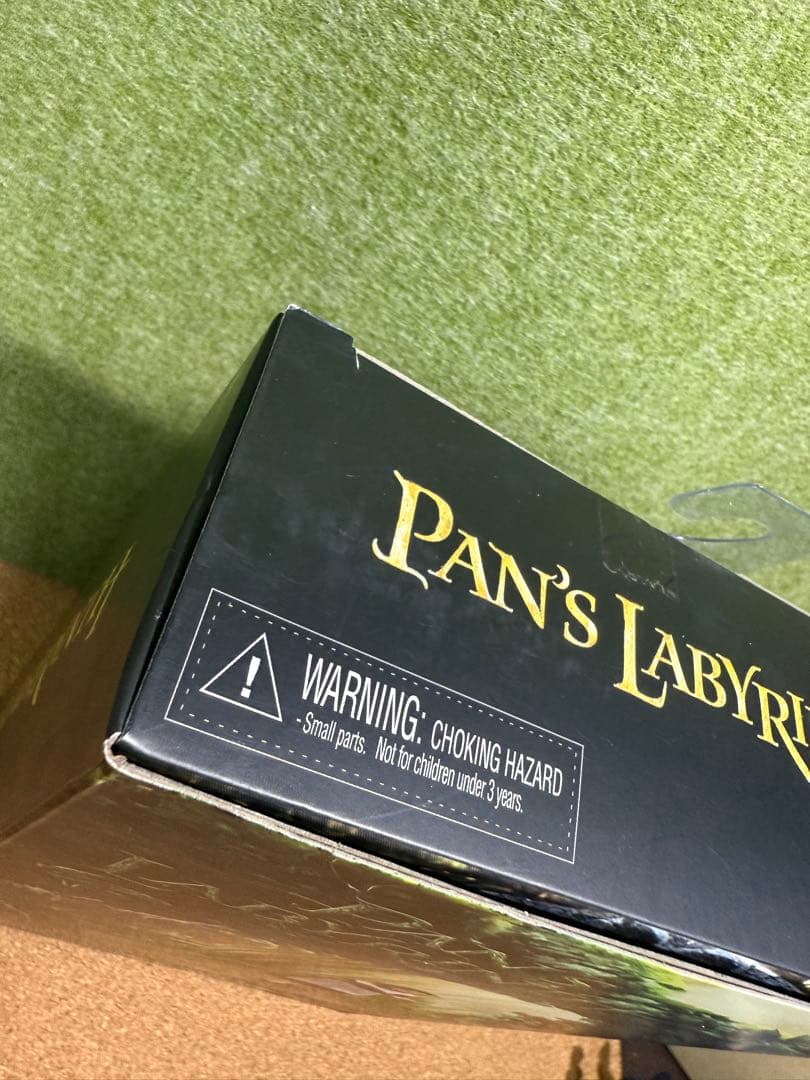 PAN'S LABYRI
WARNING: CHOKING HAZARD
- Small parts. Not for children under 3 years.